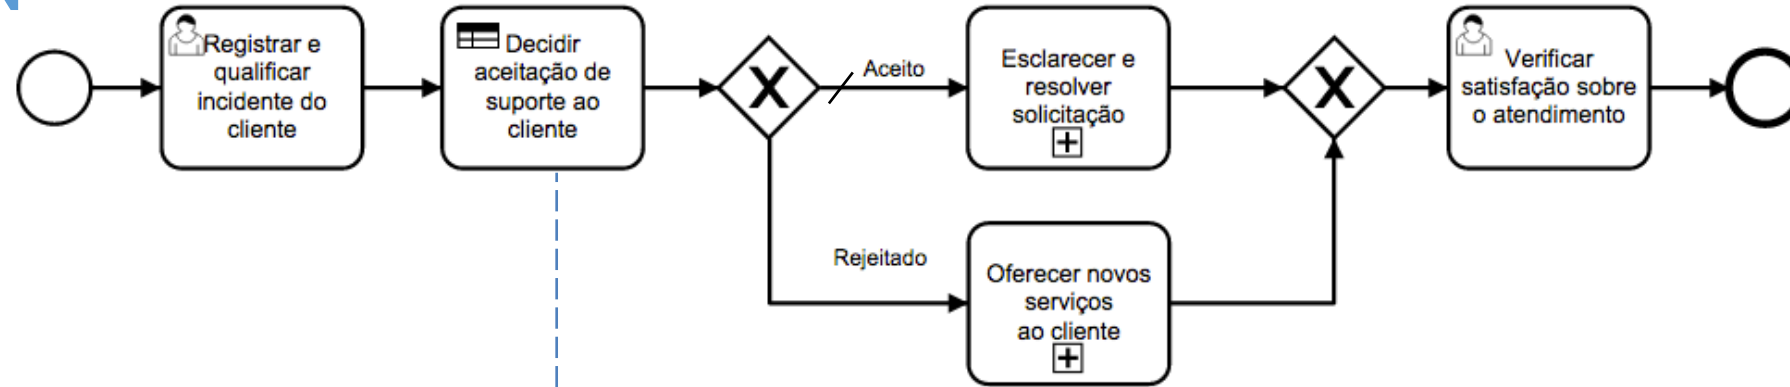 Registrar e
qualificar
incidente do
cliente
Decidir
aceitação de
suporte ao
cliente
X
Aceito
Esclarecer e
resolver
solicitação
X
Verificar
satisfação sobre
o atendimento
Rejeitado
Oferecer novos
serviços
ao cliente